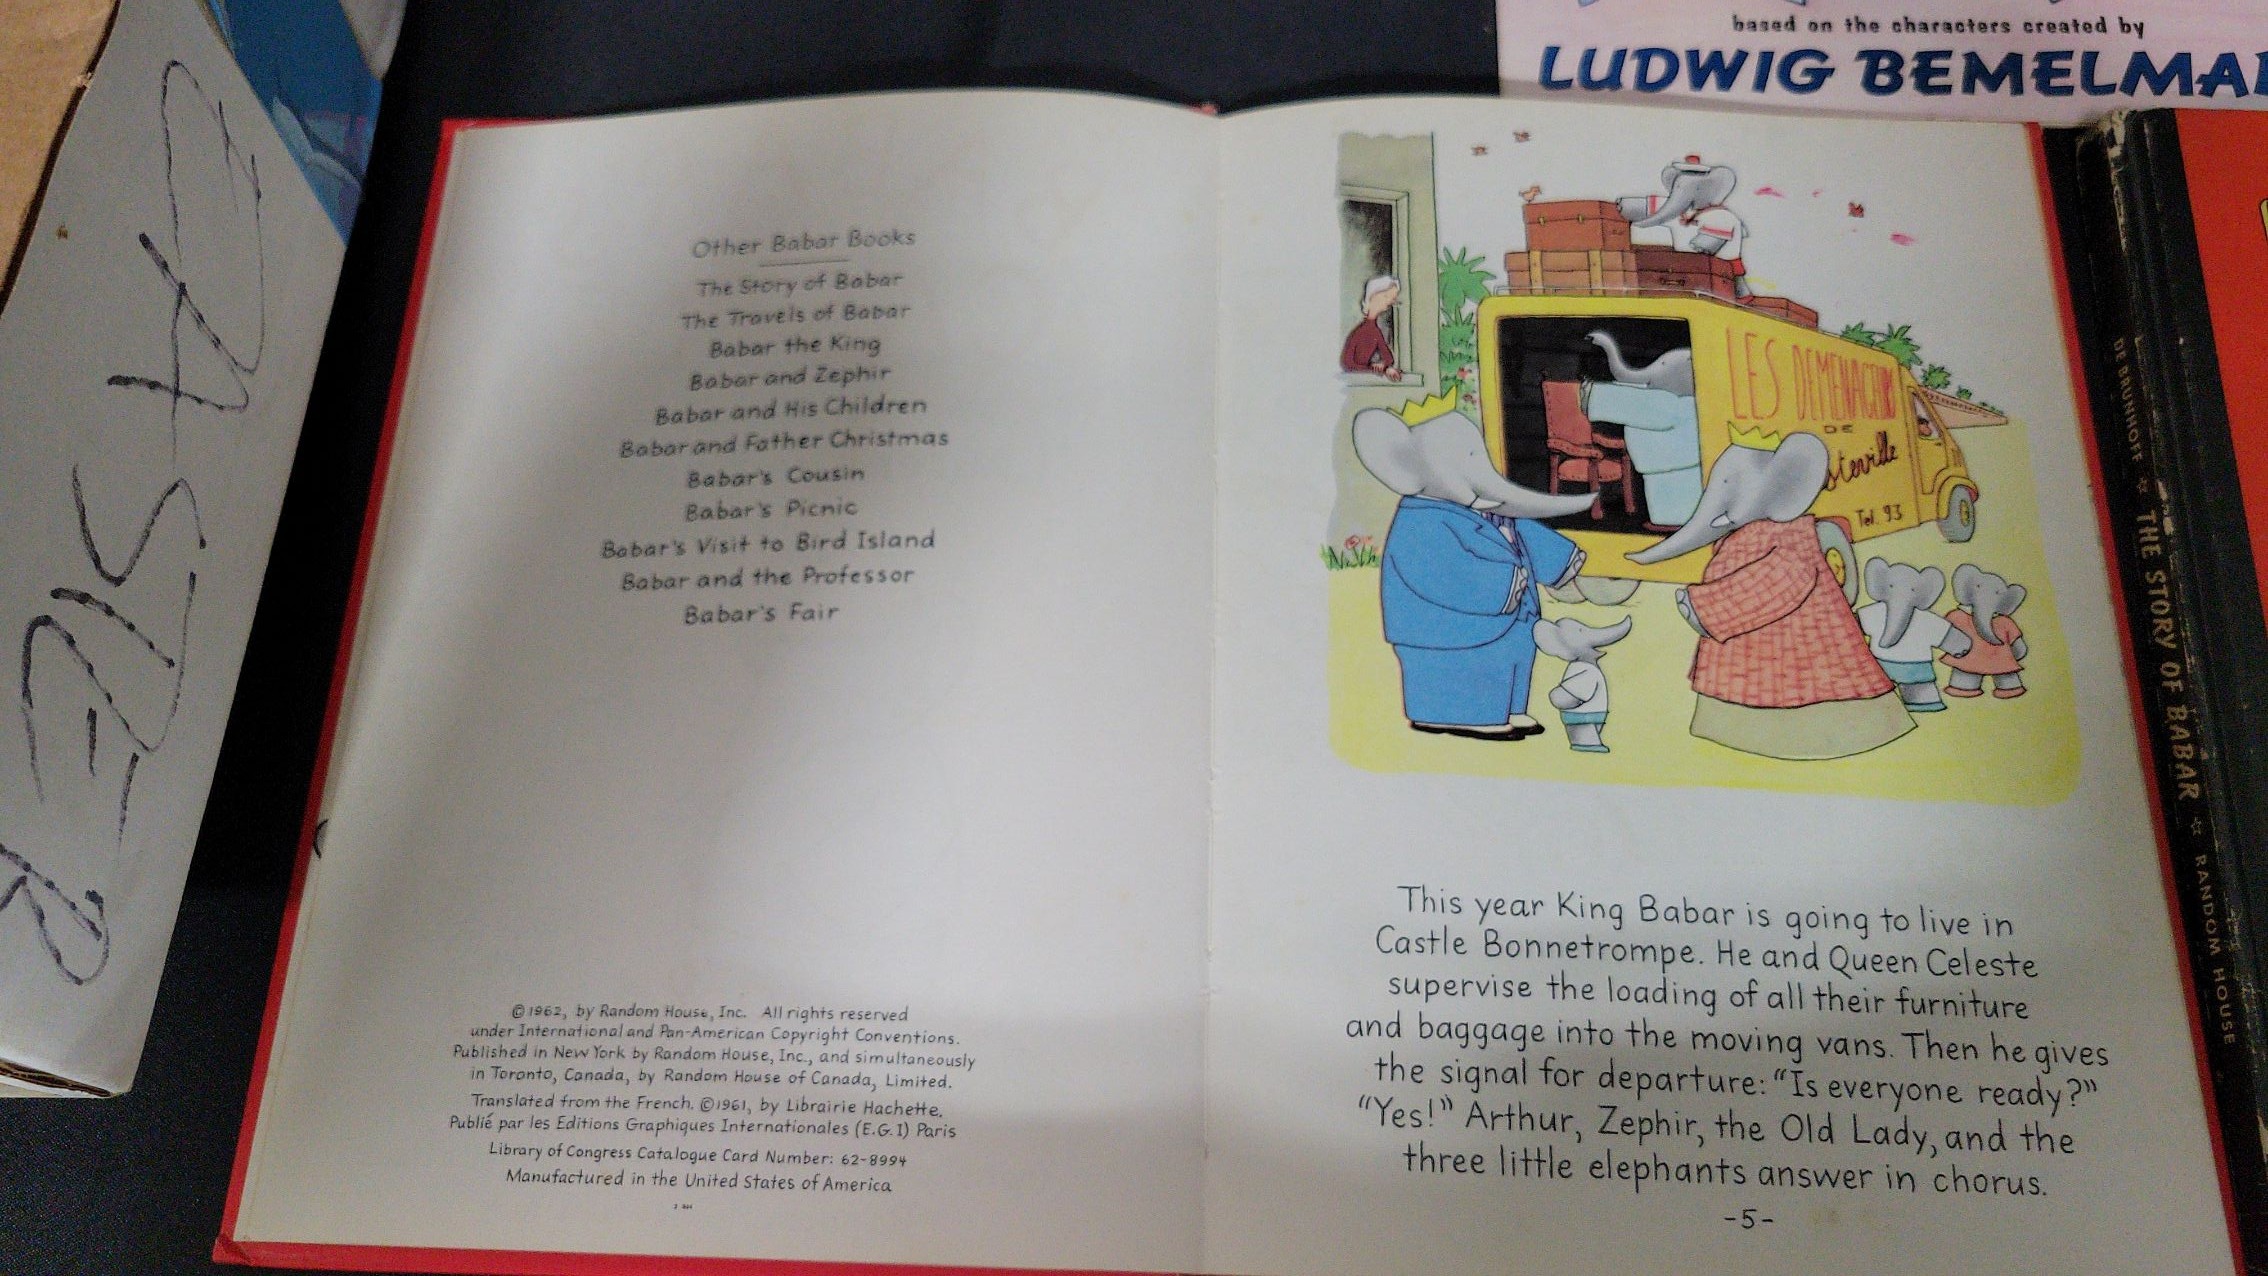 based on the characters created by
LUDWIG BEMELMA
Other Babar Books
The Story of Babar
The Travels of Babar
Babar the King
Babar and Zephir
Babar and His Children
Babar and Father Christmas
Babar's Cousin
Babar's Picnic
Babar's Visit to Bird Island
Babar and the Professor
Babar's Fair
©1962, by Random House, Inc. All rights reserved
under International and Pan-American Copyright Conventions.
Published in New York by Random House, Inc., and simultaneously
in Toronto, Canada, by Random House of Canada, Limited.
Translated from the French. ©1961, by Librairie Hachette.
Publié par les Editions Graphiques Internationales (E.G.I) Paris
Library of Congress Catalogue Card Number: 62-8994
Manufactured in the United States of America
LES DEMENAGEURS
DE
sterville
Tel. 93
This year King Babar is going to live in
Castle Bonnetrompe. He and Queen Celeste
supervise the loading of all their furniture
and baggage into the moving vans. Then he gives
the signal for departure: "Is everyone ready?"
"Yes!" Arthur, Zephir, the Old Lady, and the
three little elephants answer in chorus.
-5-
DE BRUNHOFF ☆ THE STORY OF BABAR ☆ RANDOM HOUSE